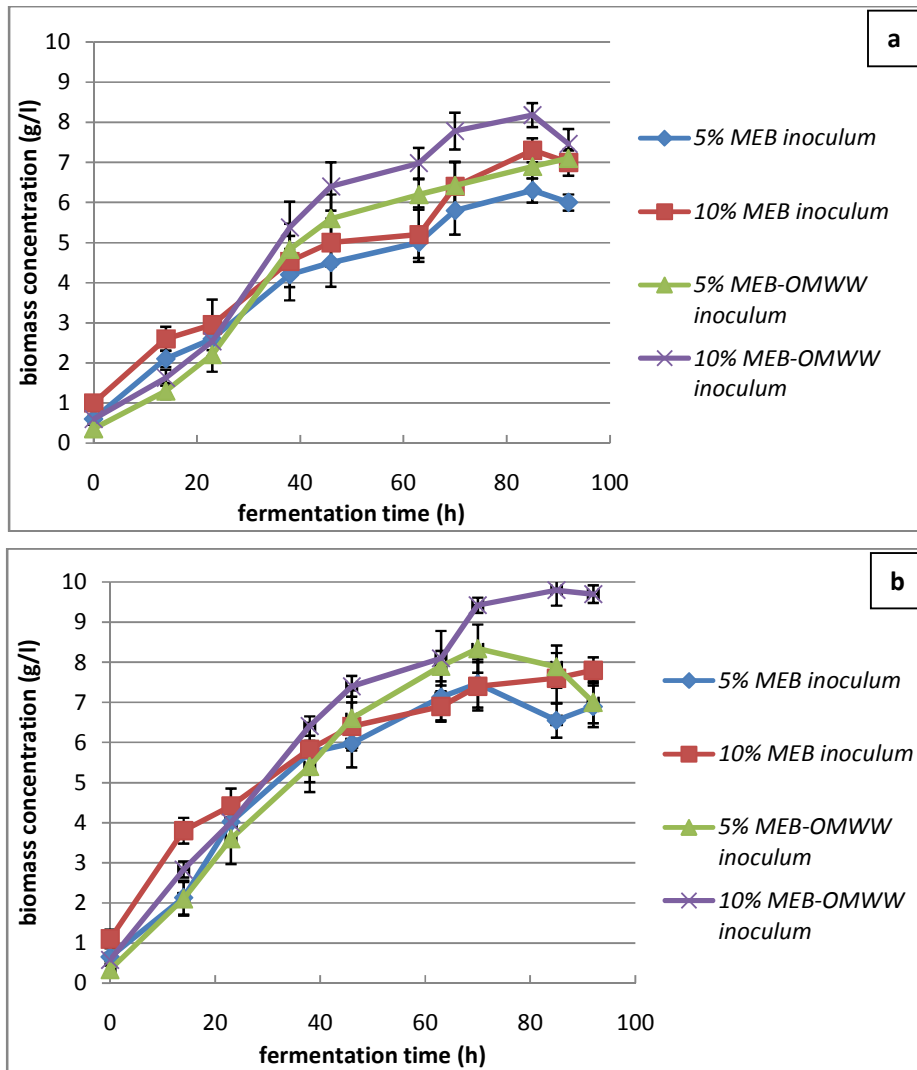 a
10
9
8
7
6
5
4
3
2
1
0
biomass concentration (g/l)
0 20 40 60 80 100
fermentation time (h)
5% MEB inoculum
10% MEB inoculum
5% MEB-OMWW
inoculum
10% MEB-OMWW
inoculum
b
10
9
8
7
6
5
4
3
2
1
0
biomass concentration (g/l)
0 20 40 60 80 100
fermentation time (h)
5% MEB inoculum
10% MEB inoculum
5% MEB-OMWW
inoculum
10% MEB-OMWW
inoculum